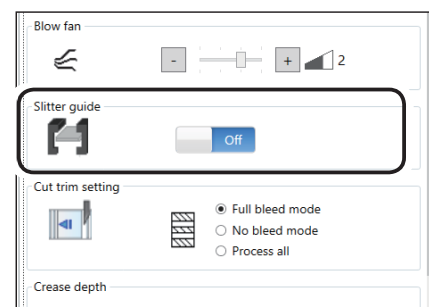 Blow fan
- + 2
Slitter guide
Off
Cut trim setting
Full bleed mode
No bleed mode
Process all
Crease depth